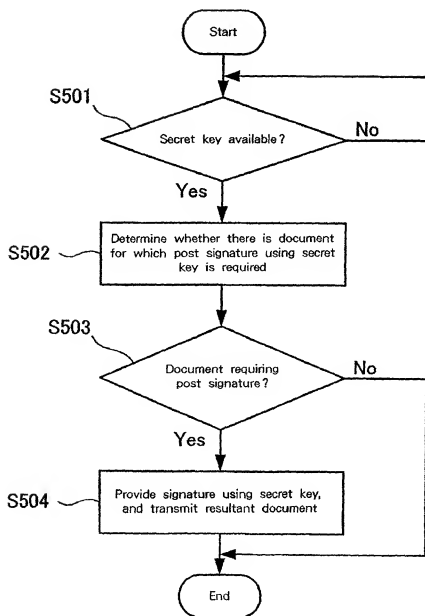 Start
S501
Secret key available?
No
Yes
S502
Determine whether there is document
for which post signature using secret
key is required
S503
Document requiring
post signature?
No
Yes
S504
Provide signature using secret key,
and transmit resultant document
End